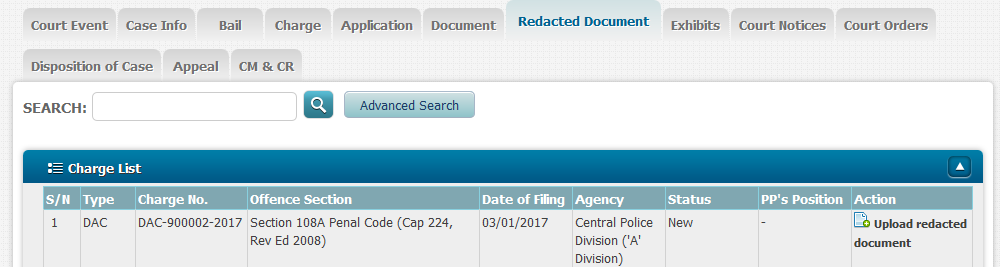 Court Event Case Info Bail Charge Application Document Redacted Document Exhibits Court Notices Court Orders
Disposition of Case Appeal CM & CR
SEARCH: Advanced Search
Charge List
S/N Type Charge No. Offence Section Date of Filing Agency Status PP's Position Action
1 DAC DAC-900002-2017 Section 108A Penal Code (Cap 224, 03/01/2017 Central Police New - Upload redacted
Rev Ed 2008) Division ('A' document
Division)